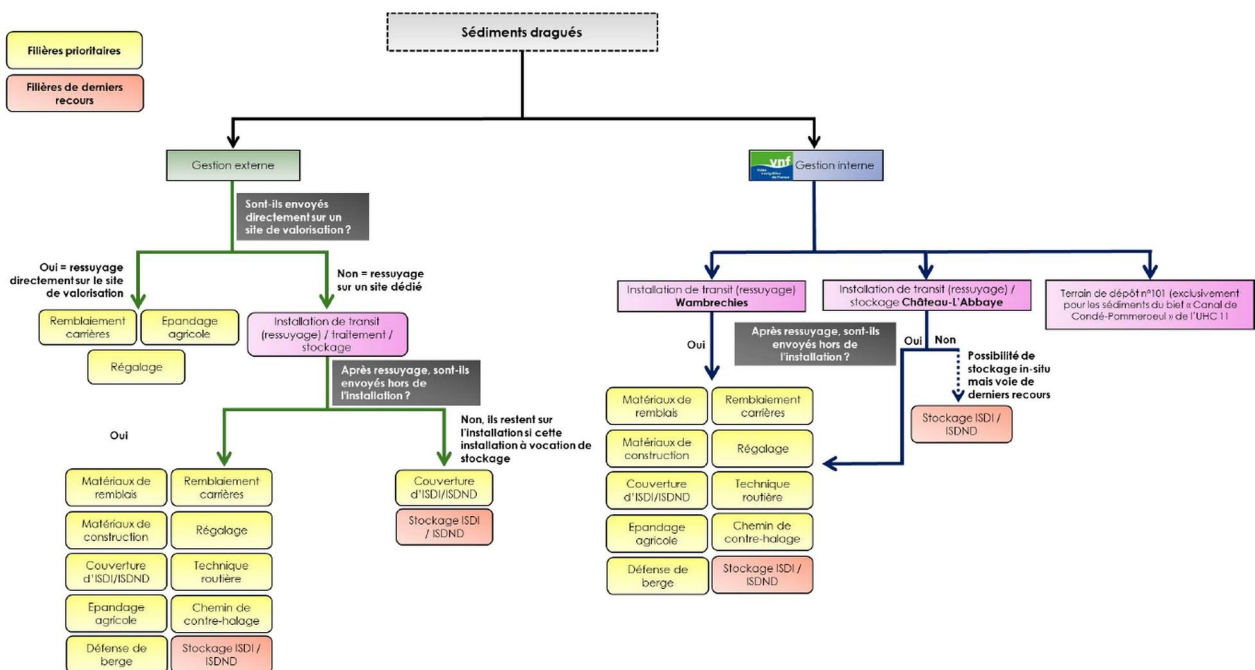 Sédiments dragués
Filières prioritaires
Filières de derniers
recours
Gestion externe
vnf
Gestion interne
Sont-ils envoyés
directement sur un
site de valorisation ?
Oui = ressuyage
directement sur le site
de valorisation
Non = ressuyage
sur un site dédié
Remblaiement
carrières
Epandage
agricole
Régalage
Installation de transit
(ressuyage) / traitement /
stockage
Après ressuyage, sont-ils
envoyés hors de
l'installation ?
Oui
Non, ils restent sur
l'installation si cette
installation à vocation de
stockage
Matériaux de
remblais
Remblaiement
carrières
Matériaux de
construction
Régalage
Couverture
d'ISDI/ISDND
Technique
routière
Epandage
agricole
Chemin de
contre-halage
Défense de
berge
Stockage ISDI /
ISDND
Couverture
d'ISDI/ISDND
Stockage ISDI
/ ISDND
Installation de transit (ressuyage)
Wambrechies
Installation de transit (ressuyage) /
stockage Château-L'Abbaye
Terrain de dépôt n°101 (exclusivement
pour les sédiments du bief « Canal de
Condé-Pommeroeul » de l'UHC 11
Oui
Après ressuyage, sont-ils
envoyés hors de
l'installation ?
Oui
Non
Possibilité de
stockage in-situ
mais voie de
derniers recours
Stockage ISDI /
ISDND
Matériaux de
remblais
Remblaiement
carrières
Matériaux de
construction
Régalage
Couverture
d'ISDI/ISDND
Technique
routière
Epandage
agricole
Chemin de
contre-halage
Défense de
berge
Stockage ISDI /
ISDND